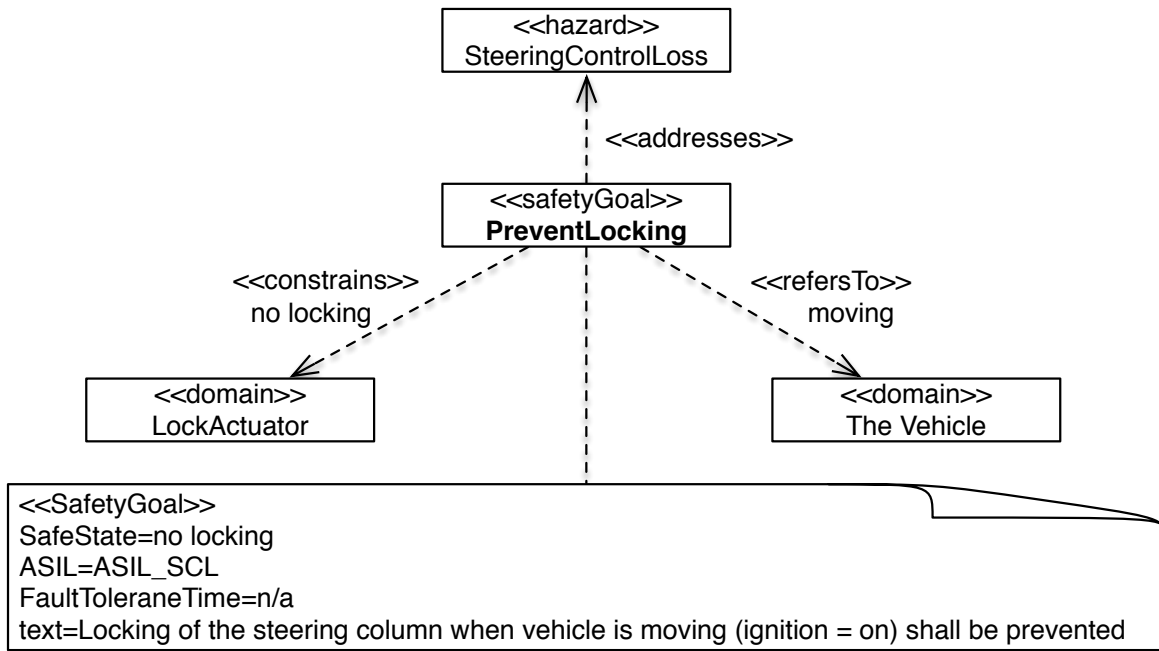 <<hazard>>
SteeringControlLoss
<<addresses>>
<<safetyGoal>>
PreventLocking
<<constrains>>
no locking
<<refersTo>>
moving
<<domain>>
LockActuator
<<domain>>
The Vehicle
<<SafetyGoal>>
SafeState=no locking
ASIL=ASIL_SCL
FaultToleraneTime=n/a
text=Locking of the steering column when vehicle is moving (ignition = on) shall be prevented